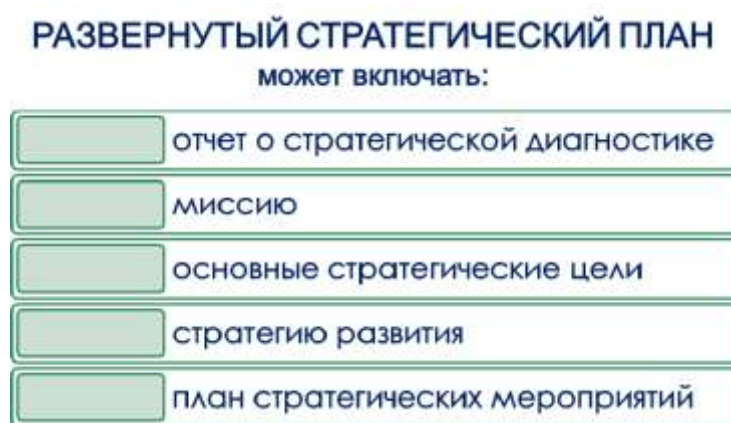 РАЗВЕРНУТЫЙ СТРАТЕГИЧЕСКИЙ ПЛАН
может включать:
отчет о стратегической диагностике
миссию
основные стратегические цели
стратегию развития
план стратегических мероприятий